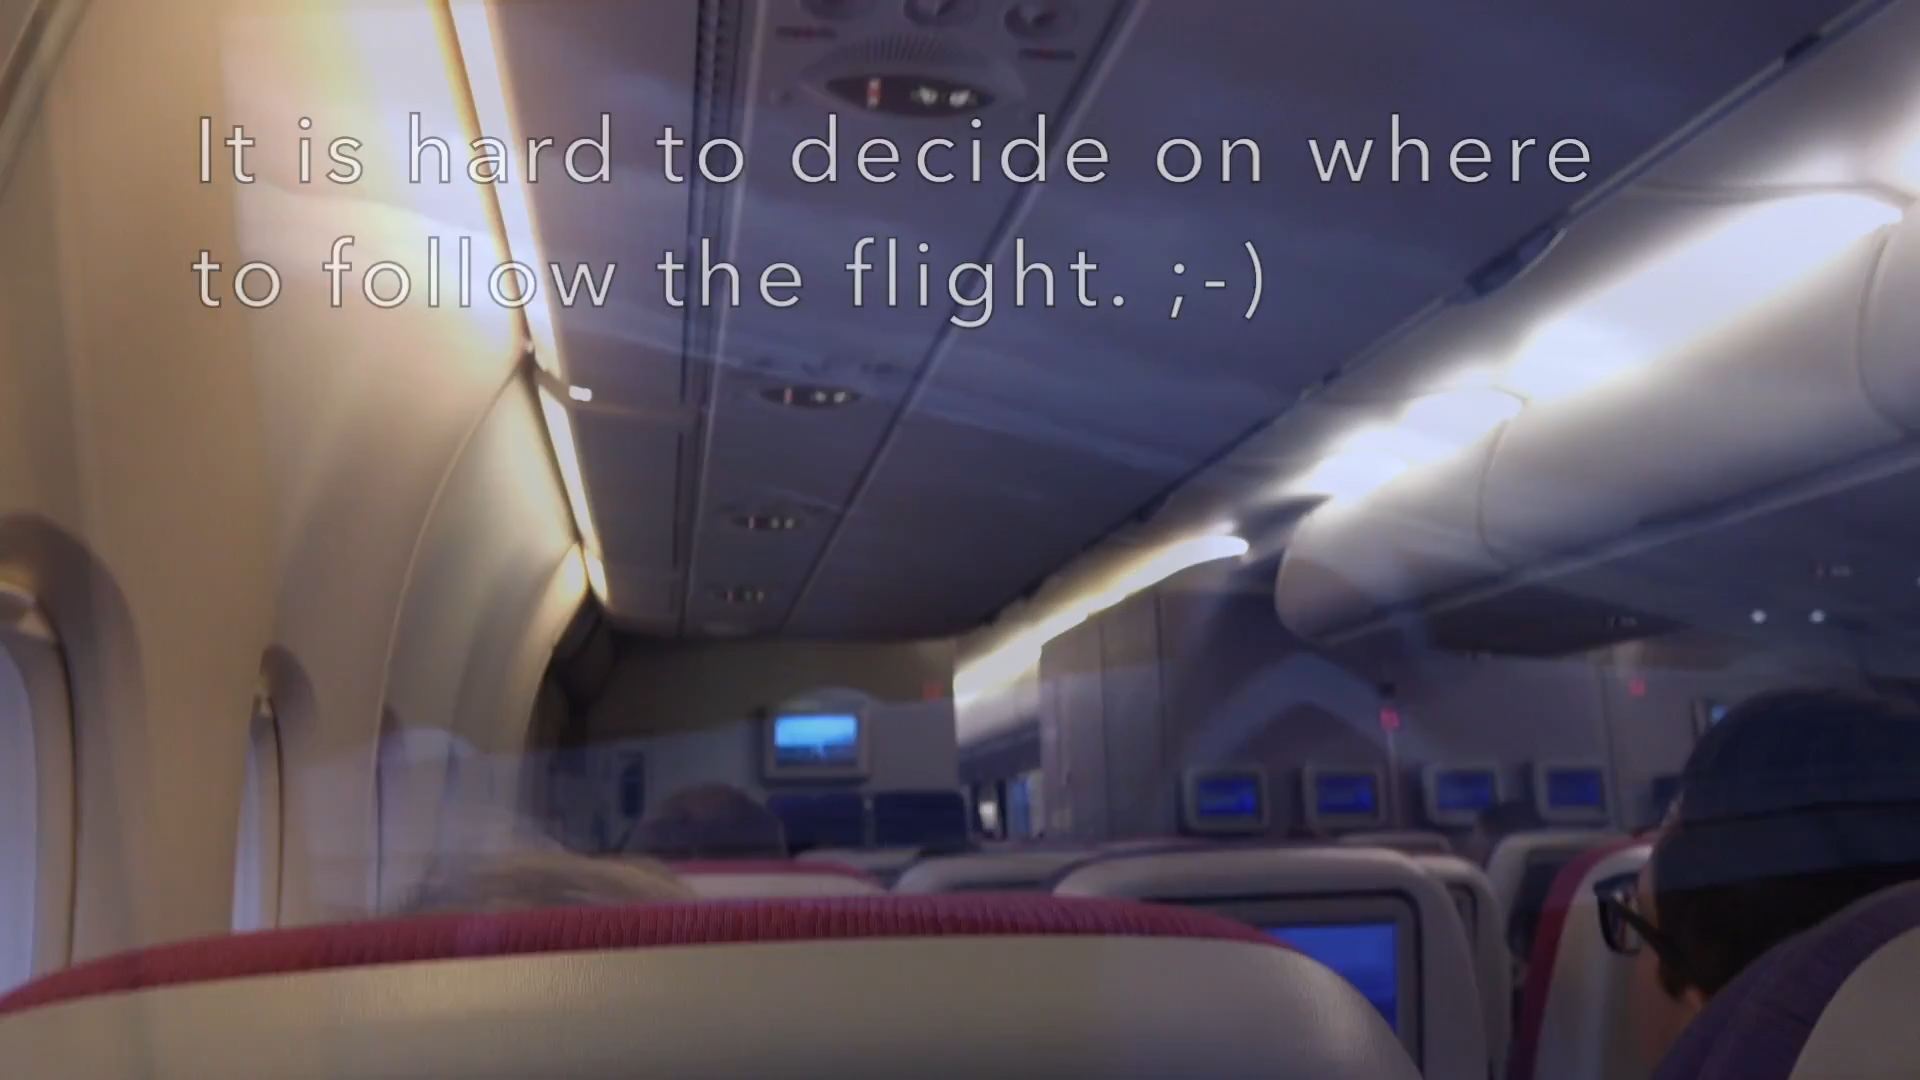 It is hard to decide on where
to follow the flight. ;-)